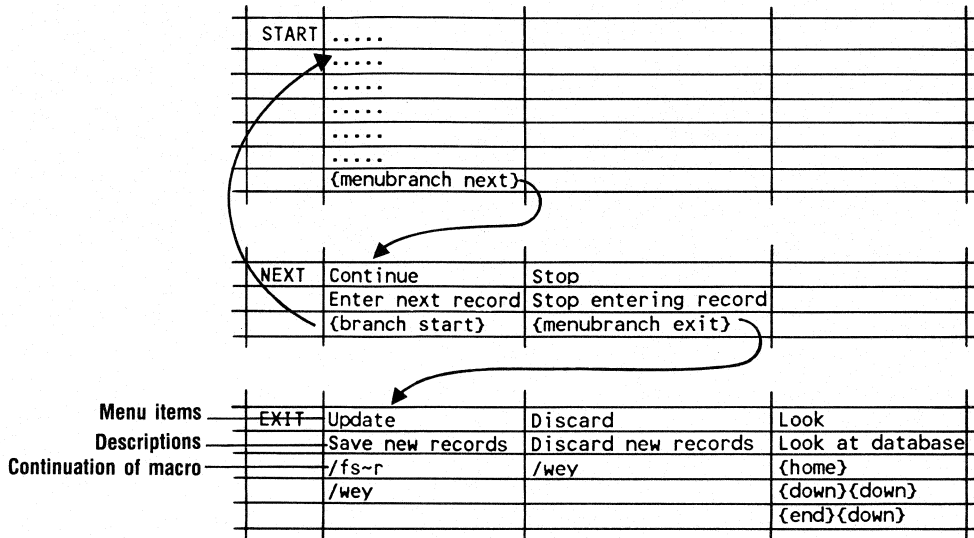 START .....
.....
.....
.....
.....
.....
{menubranch next}
NEXT Continue Stop
Enter next record Stop entering record
{branch start} {menubranch exit}
Menu items EXIT Update Discard Look
Descriptions Save new records Discard new records Look at database
Continuation of macro /fs~r /wey {home}
/wey {down}{down}
{end}{down}